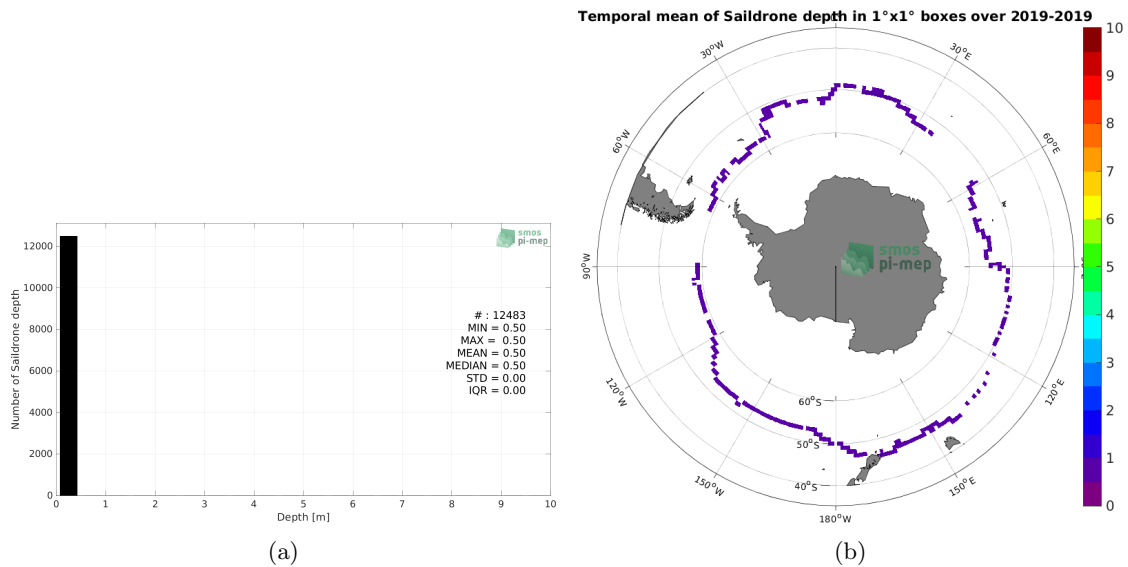 Temporal mean of Saildrone depth in 1°x1° boxes over 2019-2019
Number of Saildrone depth
12000
10000
8000
6000
4000
2000
0
smos
pi-mep
# : 12483
MIN = 0.50
MAX = 0.50
MEAN = 0.50
MEDIAN = 0.50
STD = 0.00
IQR = 0.00
0 1 2 3 4 5 6 7 8 9 10
Depth [m]
(a)
30°W
30°E
60°W
60°E
90°W
120°W
120°E
150°W
150°E
180°W
60°S
50°S
40°S
smos
pi-mep
10
9
8
7
6
5
4
3
2
1
0
(b)